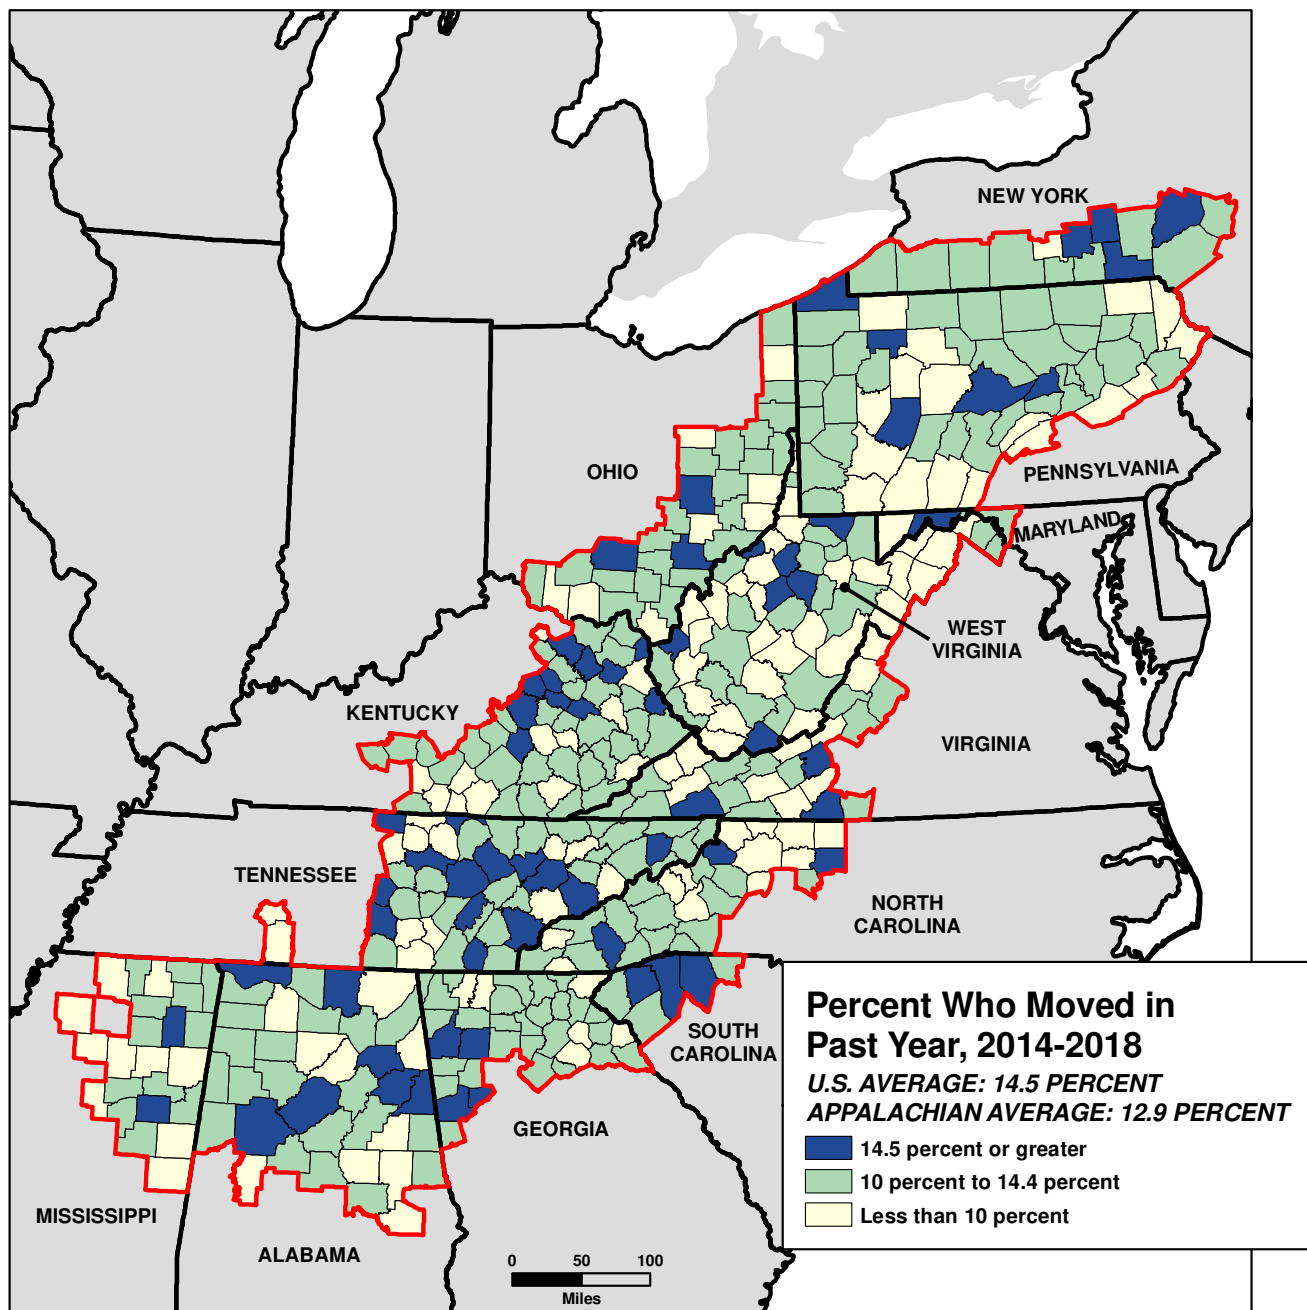 NEW YORK
OHIO
PENNSYLVANIA
MARYLAND
WEST
VIRGINIA
KENTUCKY
VIRGINIA
TENNESSEE
NORTH
CAROLINA
SOUTH
CAROLINA
GEORGIA
MISSISSIPPI
ALABAMA
0 50 100
Miles
Percent Who Moved in
Past Year, 2014-2018
U.S. AVERAGE: 14.5 PERCENT
APPALACHIAN AVERAGE: 12.9 PERCENT
14.5 percent or greater
10 percent to 14.4 percent
Less than 10 percent